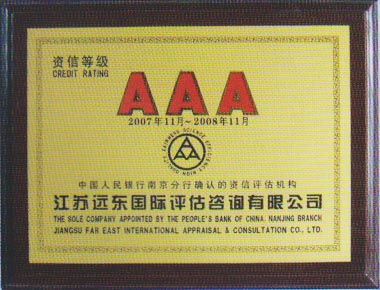 资信等级
CREDIT RATING
AAA
2007年11月~2008年11月
中国人民银行南京分行确认的资信评估机构
江苏远东国际评估咨询有限公司
THE SOLE COMPANY APPOINTED BY THE PEOPLE'S BANK OF CHINA. NANJING BRANCH
JIANGSU FAR EAST INTERNATIONAL APPRAISAL & CONSULTATION CO., LTD.